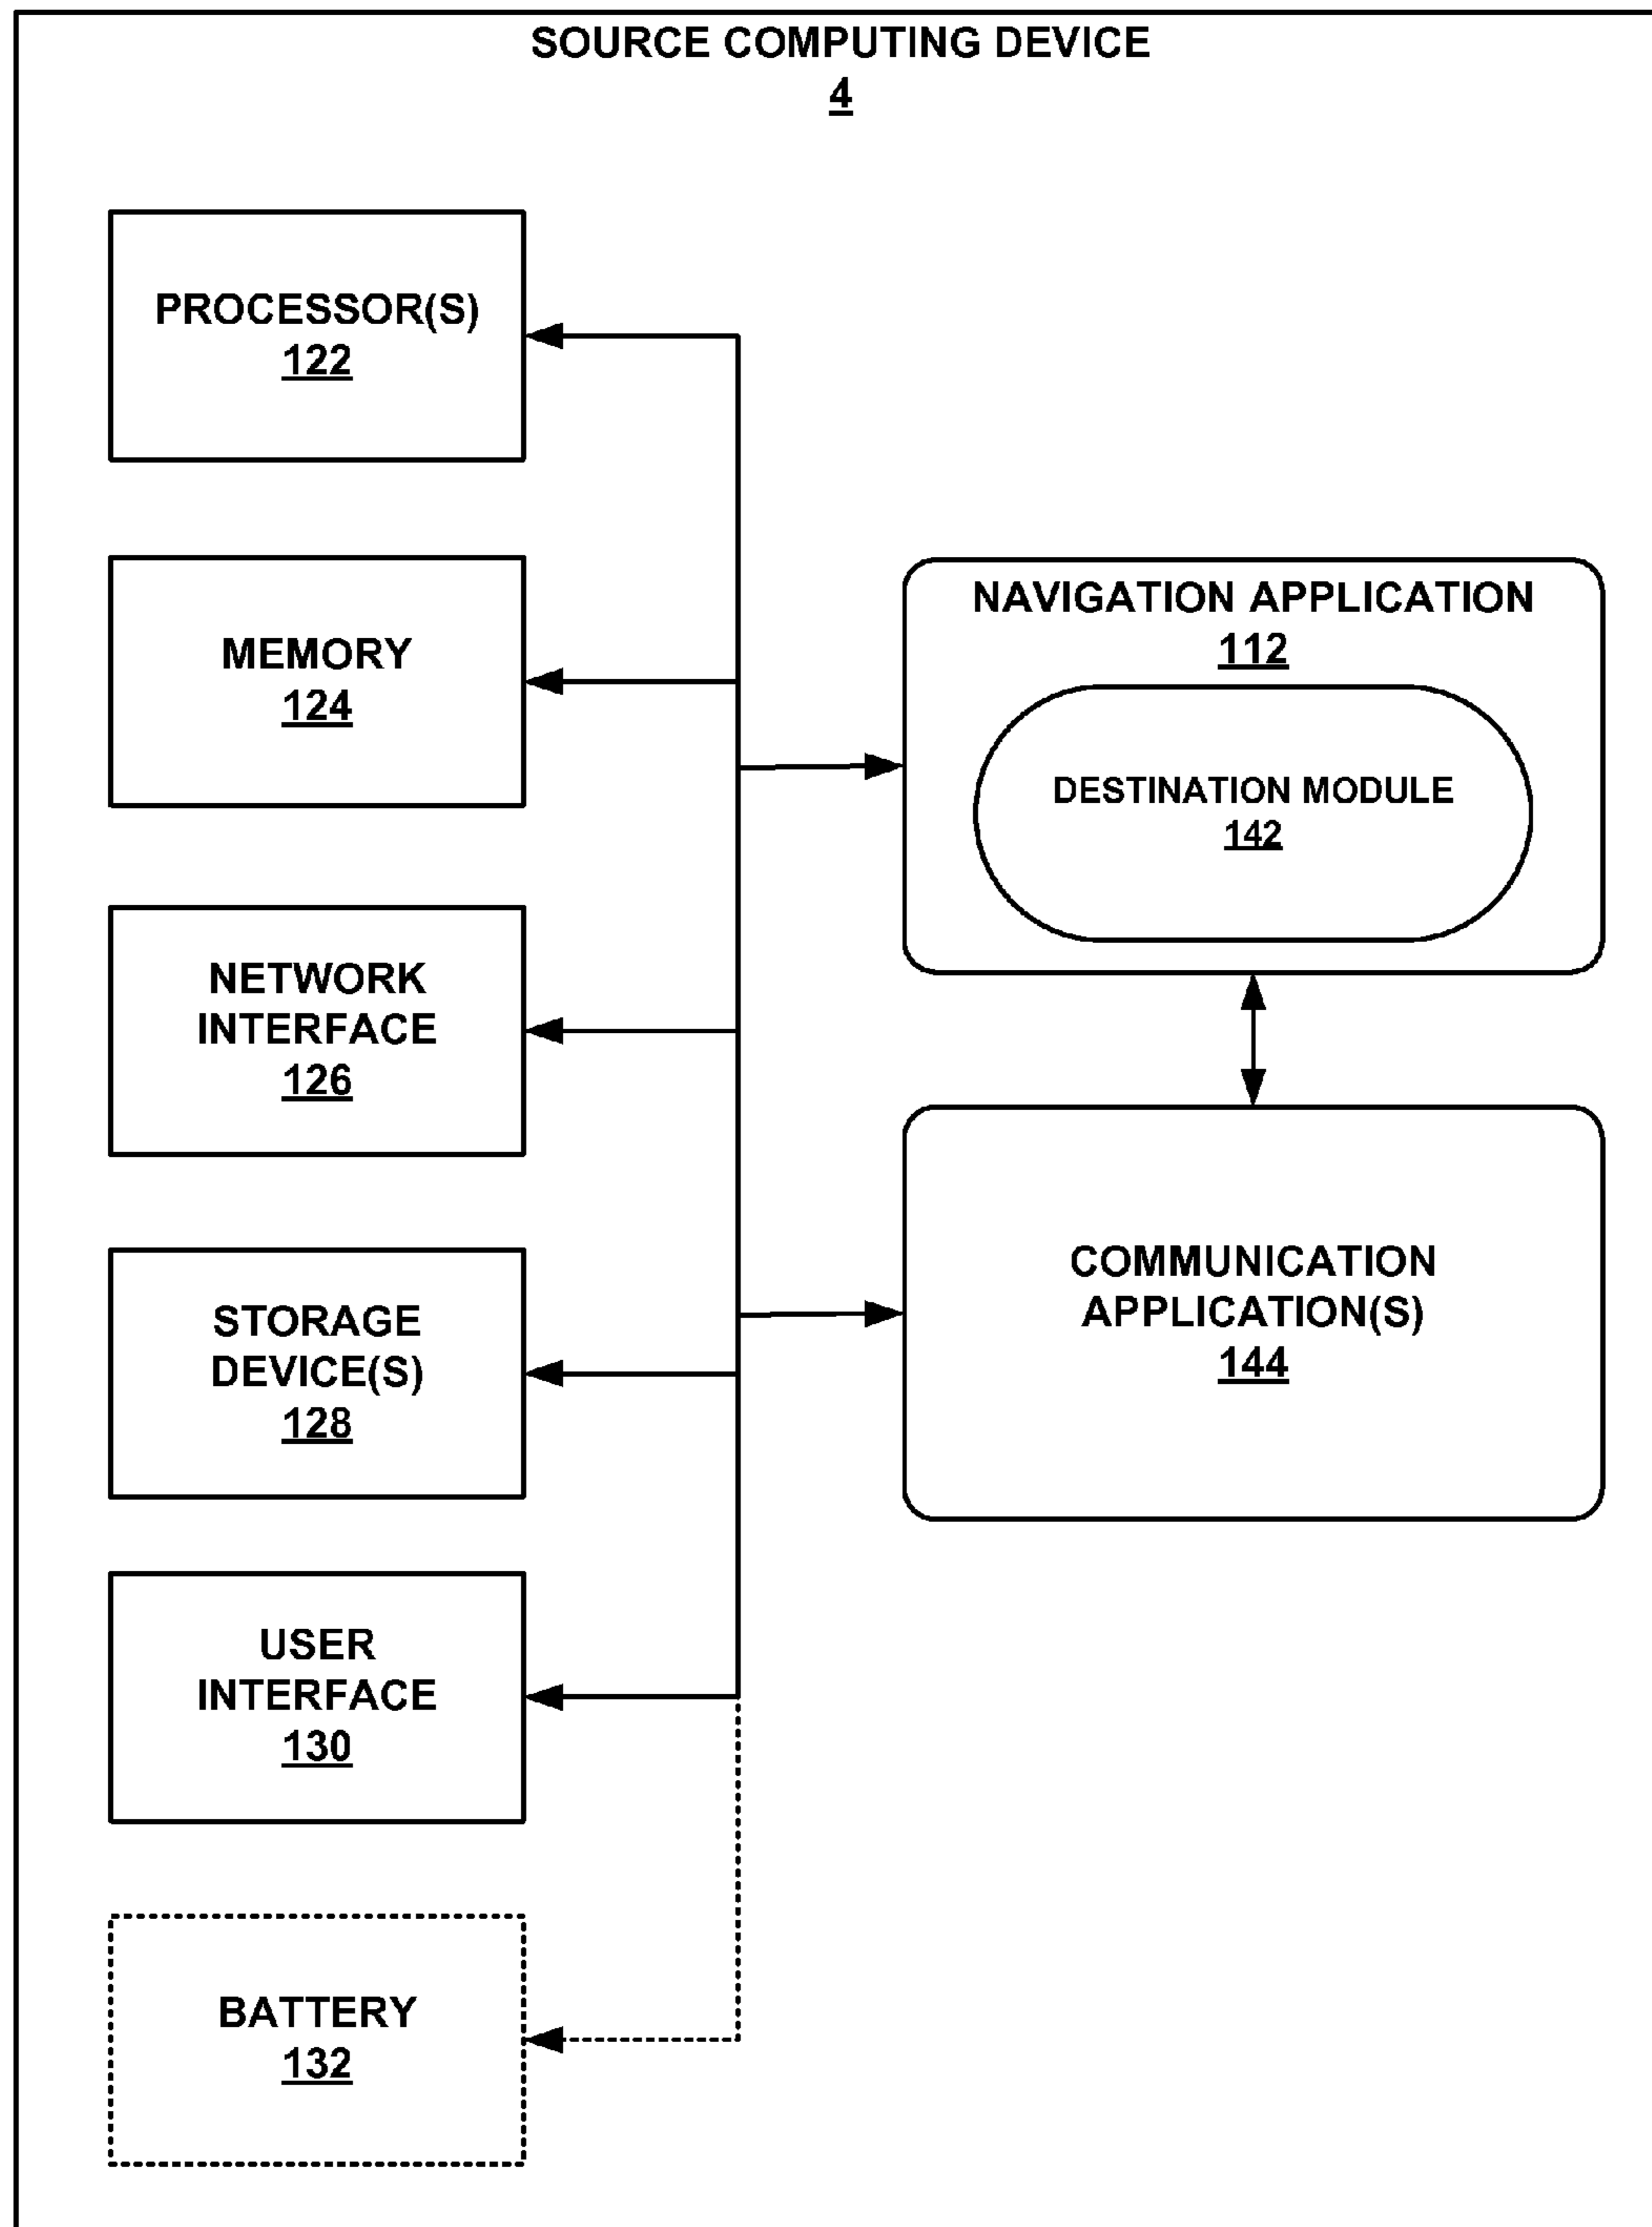 SOURCE COMPUTING DEVICE
4
PROCESSOR(S)
122
MEMORY
124
NETWORK
INTERFACE
126
STORAGE
DEVICE(S)
128
USER
INTERFACE
130
BATTERY
132
NAVIGATION APPLICATION
112
DESTINATION MODULE
142
COMMUNICATION
APPLICATION(S)
144